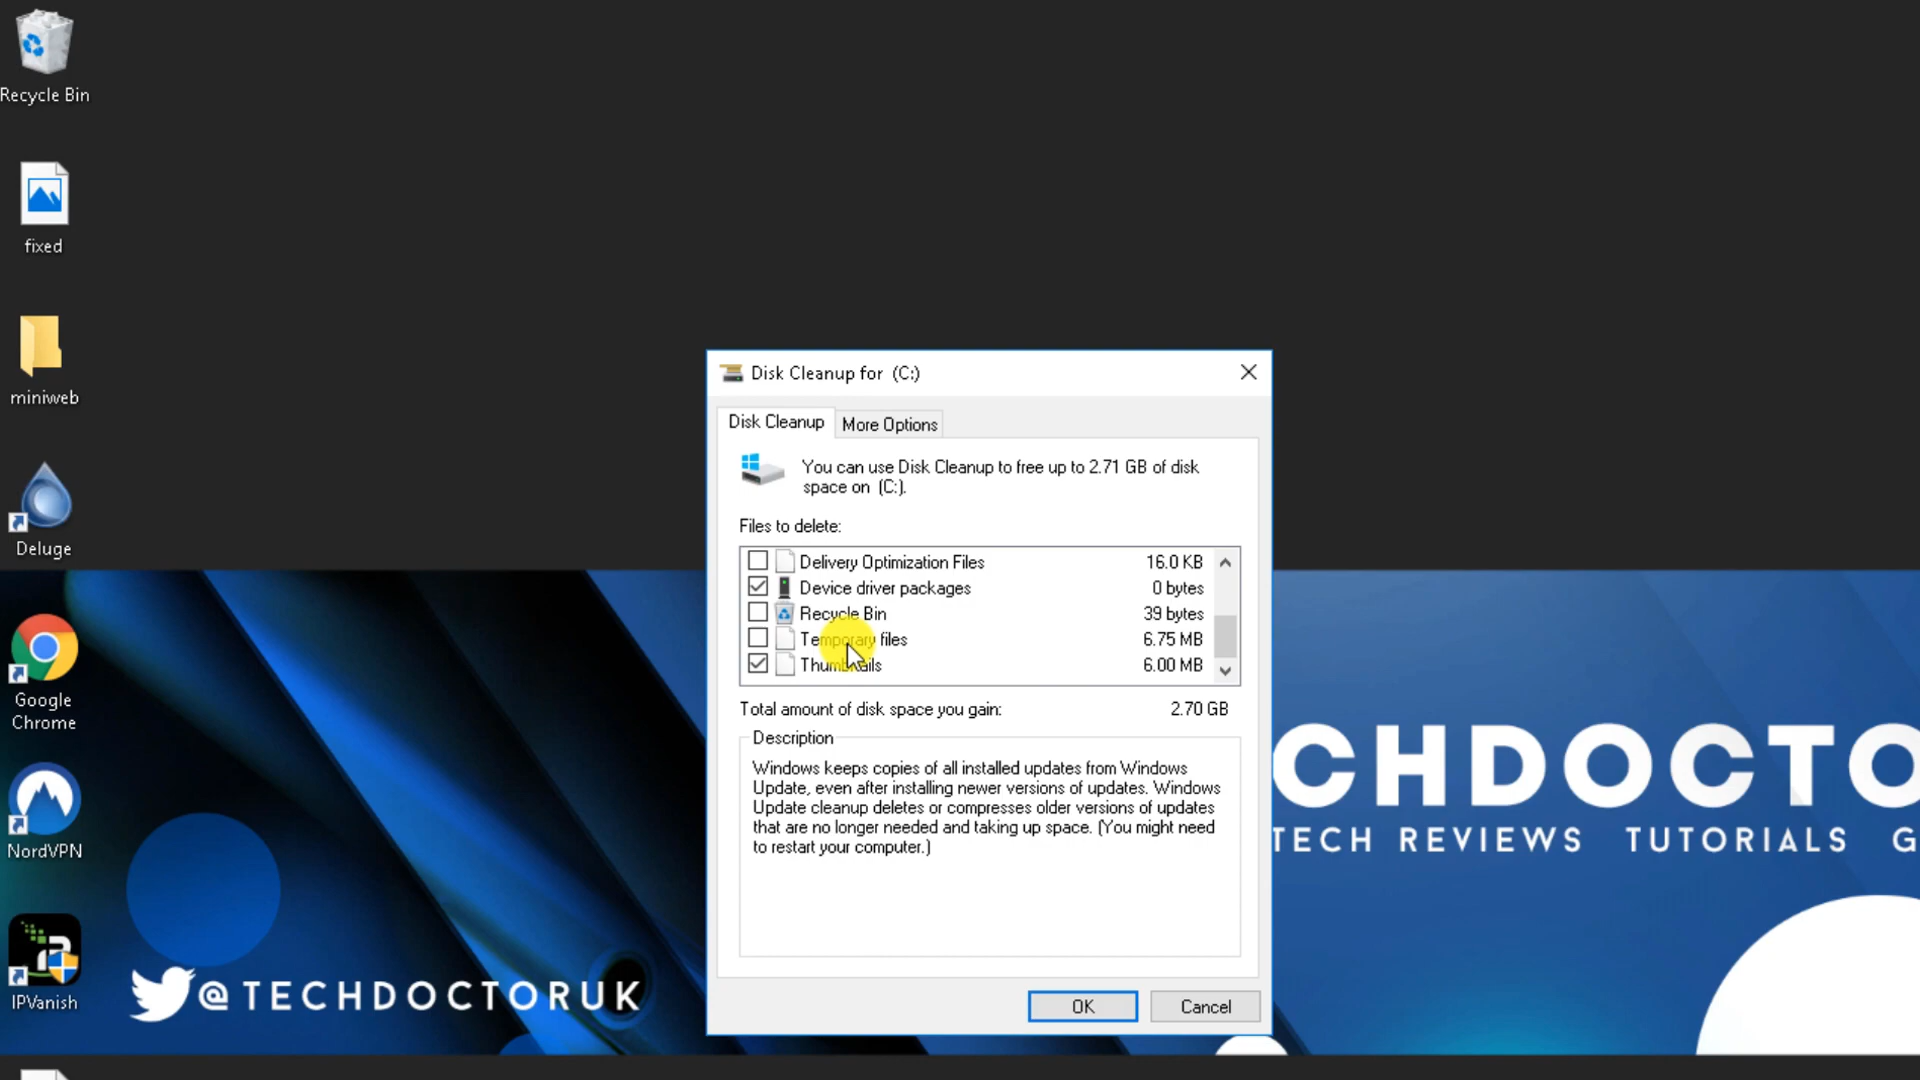 Recycle Bin
fixed
miniweb
Deluge
Google
Chrome
NordVPN
IPVanish
@TECHDOCTORUK
Disk Cleanup for (C:)
Disk Cleanup
More Options
You can use Disk Cleanup to free up to 2.71 GB of disk
space on (C:).
Files to delete:
Delivery Optimization Files 16.0 KB
Device driver packages 0 bytes
Recycle Bin 39 bytes
Temporary files 6.75 MB
Thumbnails 6.00 MB
Total amount of disk space you gain: 2.70 GB
Description
Windows keeps copies of all installed updates from Windows
Update, even after installing newer versions of updates. Windows
Update cleanup deletes or compresses older versions of updates
that are no longer needed and taking up space. (You might need
to restart your computer.)
OK
Cancel
CHDOCTO
TECH REVIEWS TUTORIALS G